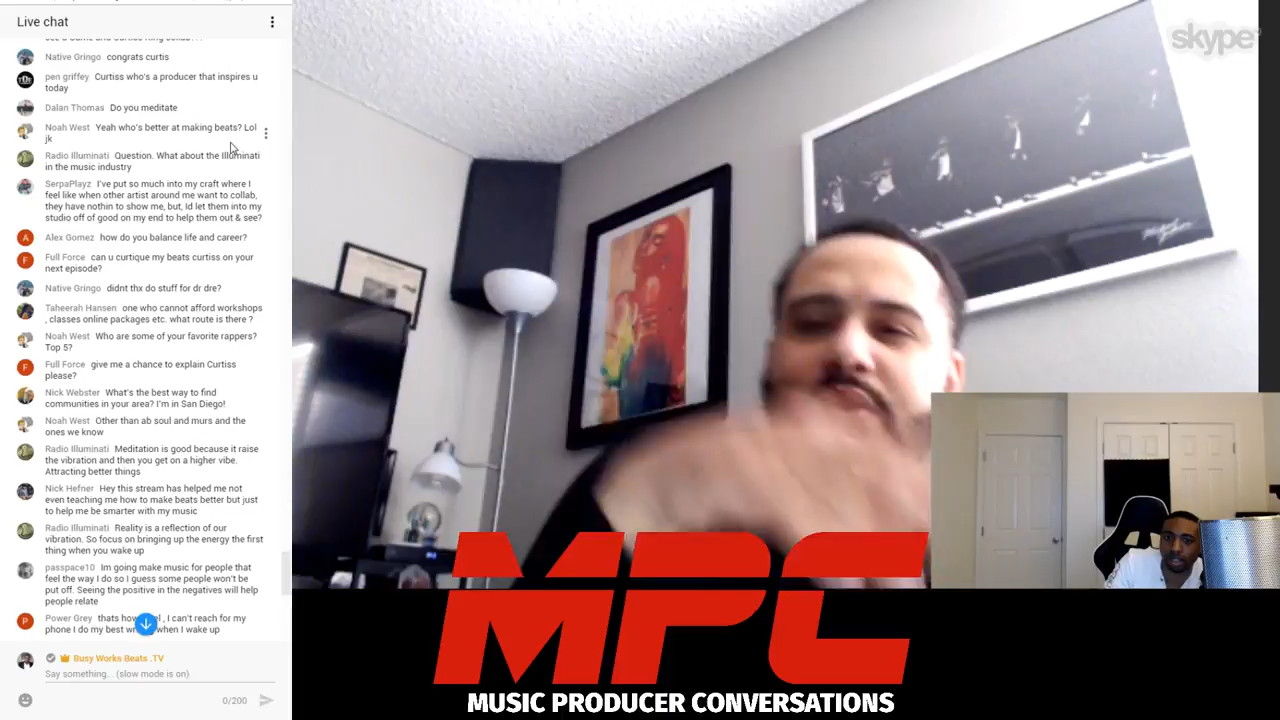 Live chat
Native Gringo congrats curtis
pen griffey Curtiss who's a producer that inspires u
today
Dalan Thomas Do you meditate
Noah West Yeah who's better at making beats? Lol
jk
Radio Illuminati Question. What about the Illuminati
in the music industry
SerpaPlayz I've put so much into my craft where I
feel like when other artist around me want to collab,
they have nothin to show me, but, Id let them into my
studio off of good on my end to help them out & see?
A Alex Gomez how do you balance life and career?
F Full Force can u curtique my beats curtiss on your
next episode?
Native Gringo didnt thx do stuff for dr dre?
Taheerah Hansen one who cannot afford workshops
, classes online packages etc. what route is there ?
Noah West Who are some of your favorite rappers?
Top 5?
F Full Force give me a chance to explain Curtiss
please?
Nick Webster What's the best way to find
communities in your area? I'm in San Diego!
Noah West Other than ab soul and murs and the
ones we know
Radio Illuminati Meditation is good because it raise
the vibration and then you get on a higher vibe.
Attracting better things
Nick Hefner Hey this stream has helped me not
even teaching me how to make beats better but just
to help me be smarter with my music
Radio Illuminati Reality is a reflection of our
vibration. So focus on bringing up the energy the first
thing when you wake up
passpace10 Im going make music for people that
feel the way I do so I guess some people won't be
put off. Seeing the positive in the negatives will help
people relate
P Power Grey thats , I can't reach for my
phone I do my best when I wake up
Busy Works Beats .TV
Say something... (slow mode is on)
0/200
skype
MPC
MUSIC PRODUCER CONVERSATIONS